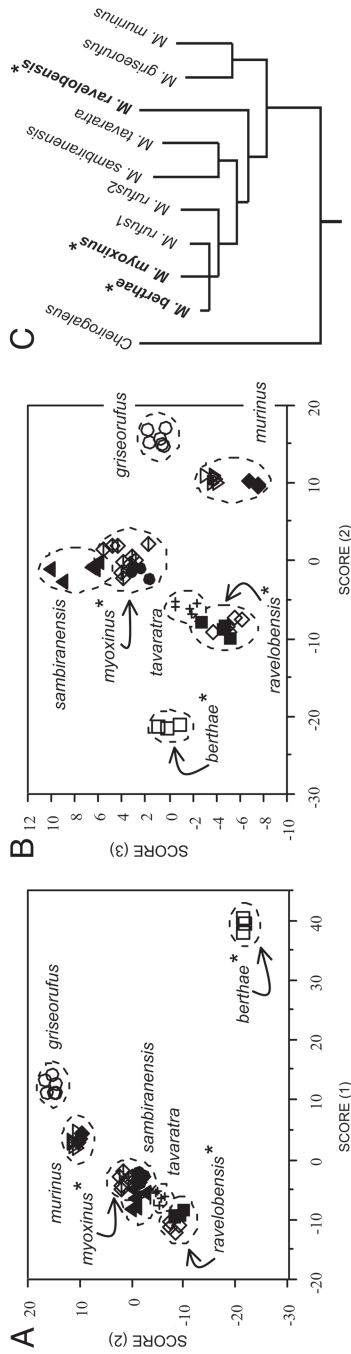 A
SCORE (2)
20
10
0
-10
-20
-30
griseorufus
murinus
*
myoxinus
sambiranensis
tavaratra
ravelobensis *
berthae *
-20
-10
0
10
20
30
40
SCORE (1)
B
SCORE (3)
12
10
8
6
4
2
0
-2
-4
-6
-8
-10
sambiranensis
myoxinus *
tavaratra
berthae *
ravelobensis *
griseorufus
murinus
-30
-20
-10
0
10
20
SCORE (2)
C
Cheirogaleus
M. berthae*
M. myoxinus*
M. rufus1
M. rufus2
M. sambiranensis
M. tavaratra
M. ravelobensis*
M. griseorufus
M. murinus